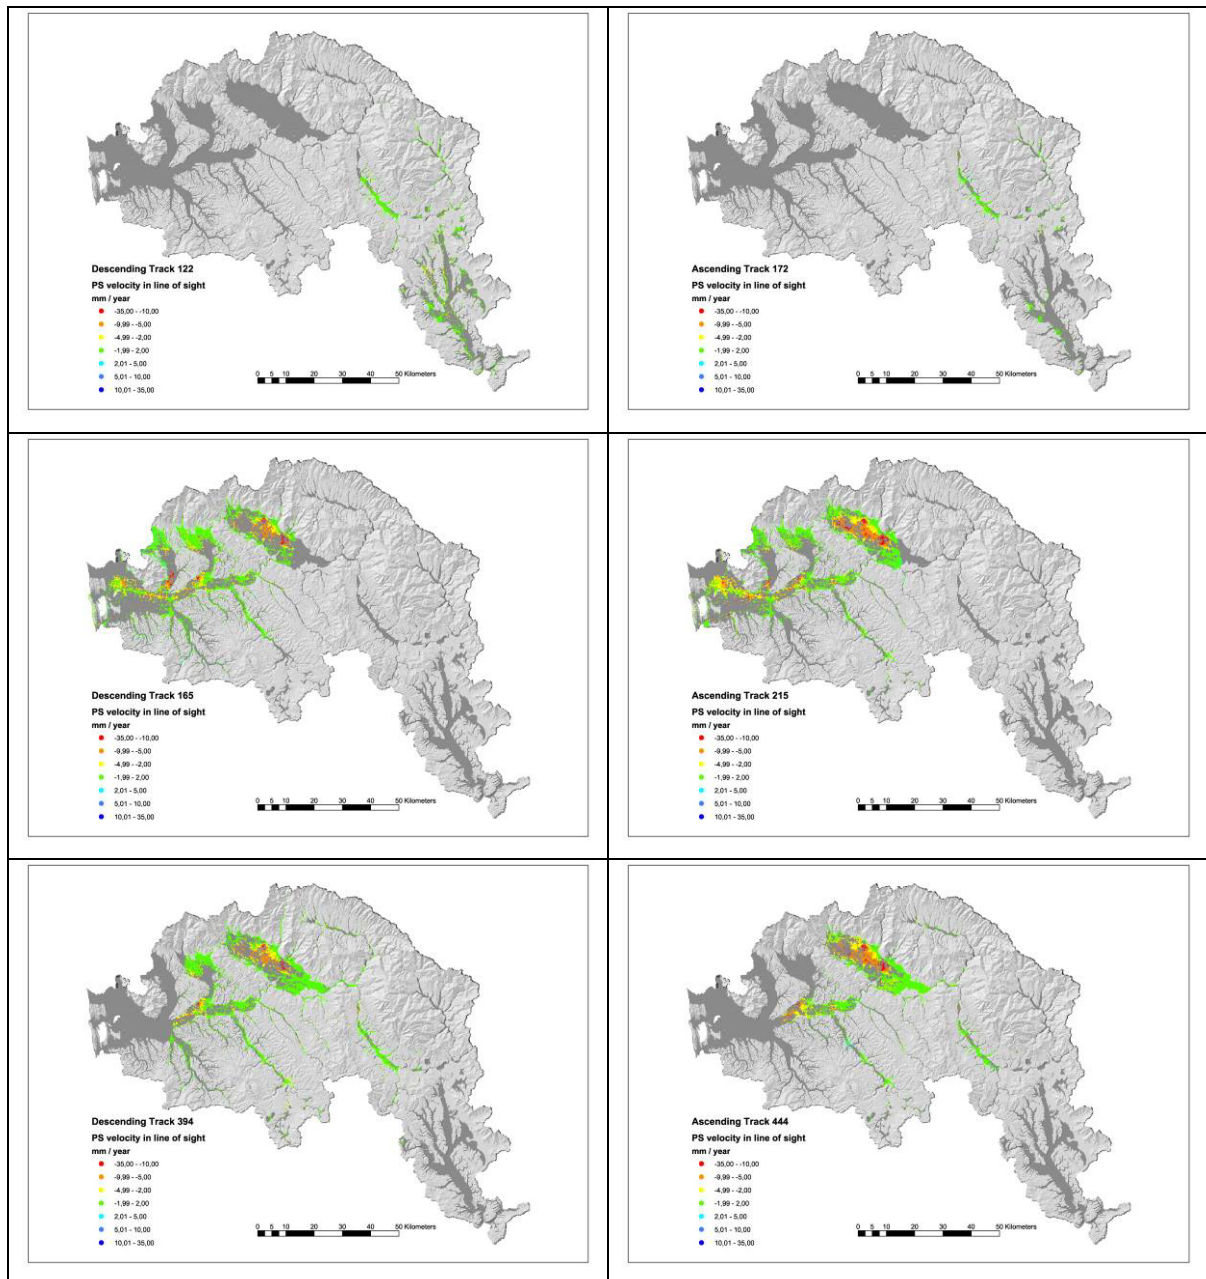 Descending Track 122
PS velocity in line of sight
mm / year
-35,00 - -10,00
-9,99 - -5,00
-4,99 - -2,00
-1,99 - 2,00
2,01 - 5,00
5,01 - 10,00
10,01 - 35,00
0 5 10 20 30 40 50 Kilometers
Ascending Track 172
PS velocity in line of sight
mm / year
-35,00 - -10,00
-9,99 - -5,00
-4,99 - -2,00
-1,99 - 2,00
2,01 - 5,00
5,01 - 10,00
10,01 - 35,00
0 5 10 20 30 40 50 Kilometers
Descending Track 165
PS velocity in line of sight
mm / year
-35,00 - -10,00
-9,99 - -5,00
-4,99 - -2,00
-1,99 - 2,00
2,01 - 5,00
5,01 - 10,00
10,01 - 35,00
0 5 10 20 30 40 50 Kilometers
Ascending Track 215
PS velocity in line of sight
mm / year
-35,00 - -10,00
-9,99 - -5,00
-4,99 - -2,00
-1,99 - 2,00
2,01 - 5,00
5,01 - 10,00
10,01 - 35,00
0 5 10 20 30 40 50 Kilometers
Descending Track 394
PS velocity in line of sight
mm / year
-35,00 - -10,00
-9,99 - -5,00
-4,99 - -2,00
-1,99 - 2,00
2,01 - 5,00
5,01 - 10,00
10,01 - 35,00
0 5 10 20 30 40 50 Kilometers
Ascending Track 444
PS velocity in line of sight
mm / year
-35,00 - -10,00
-9,99 - -5,00
-4,99 - -2,00
-1,99 - 2,00
2,01 - 5,00
5,01 - 10,00
10,01 - 35,00
0 5 10 20 30 40 50 Kilometers